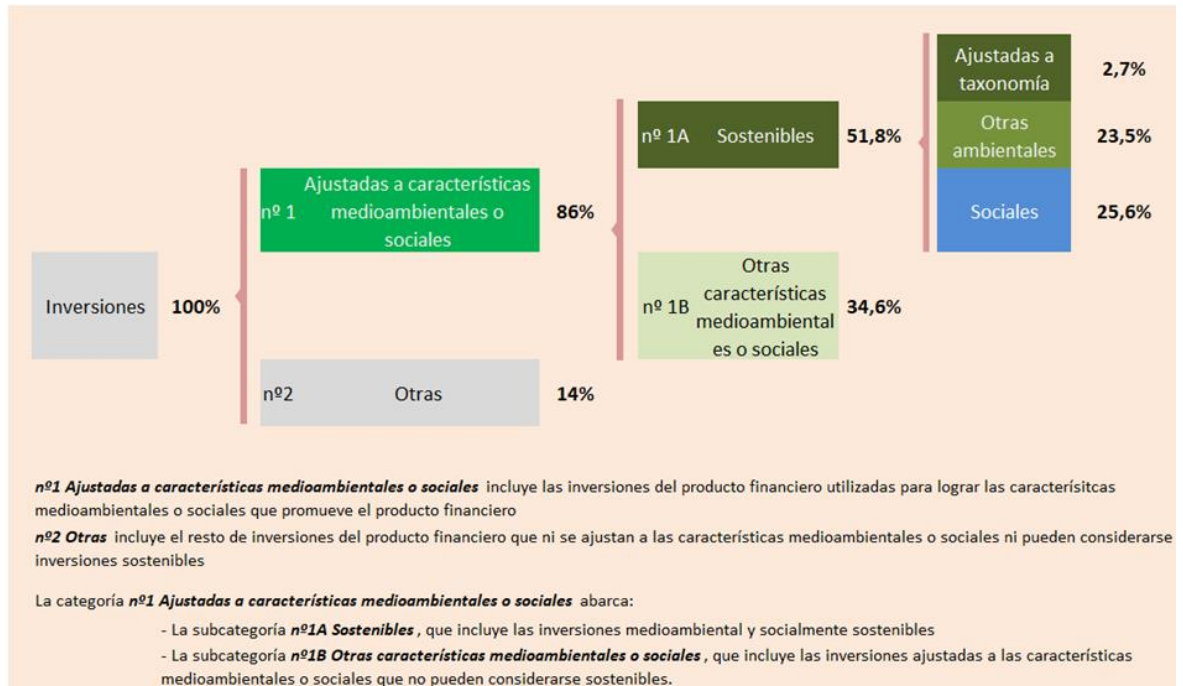 Ajustadas a
taxonomía
2,7%
nº 1A Sostenibles 51,8%
Otras
ambientales
23,5%
Ajustadas a características
nº 1 medioambientales o
sociales
86%
Sociales 25,6%
Inversiones 100%
Otras
características
nº 1B medioambiental
es o sociales
34,6%
nº2 Otras 14%
nº1 Ajustadas a características medioambientales o sociales incluye las inversiones del producto financiero utilizadas para lograr las caracterísitcas
medioambientales o sociales que promueve el producto financiero
nº2 Otras incluye el resto de inversiones del producto financiero que ni se ajustan a las características medioambientales o sociales ni pueden considerarse
inversiones sostenibles
La categoría nº1 Ajustadas a características medioambientales o sociales abarca:
- La subcategoría nº1A Sostenibles, que incluye las inversiones medioambiental y socialmente sostenibles
- La subcategoría nº1B Otras características medioambientales o sociales, que incluye las inversiones ajustadas a las características
medioambientales o sociales que no pueden considerarse sostenibles.